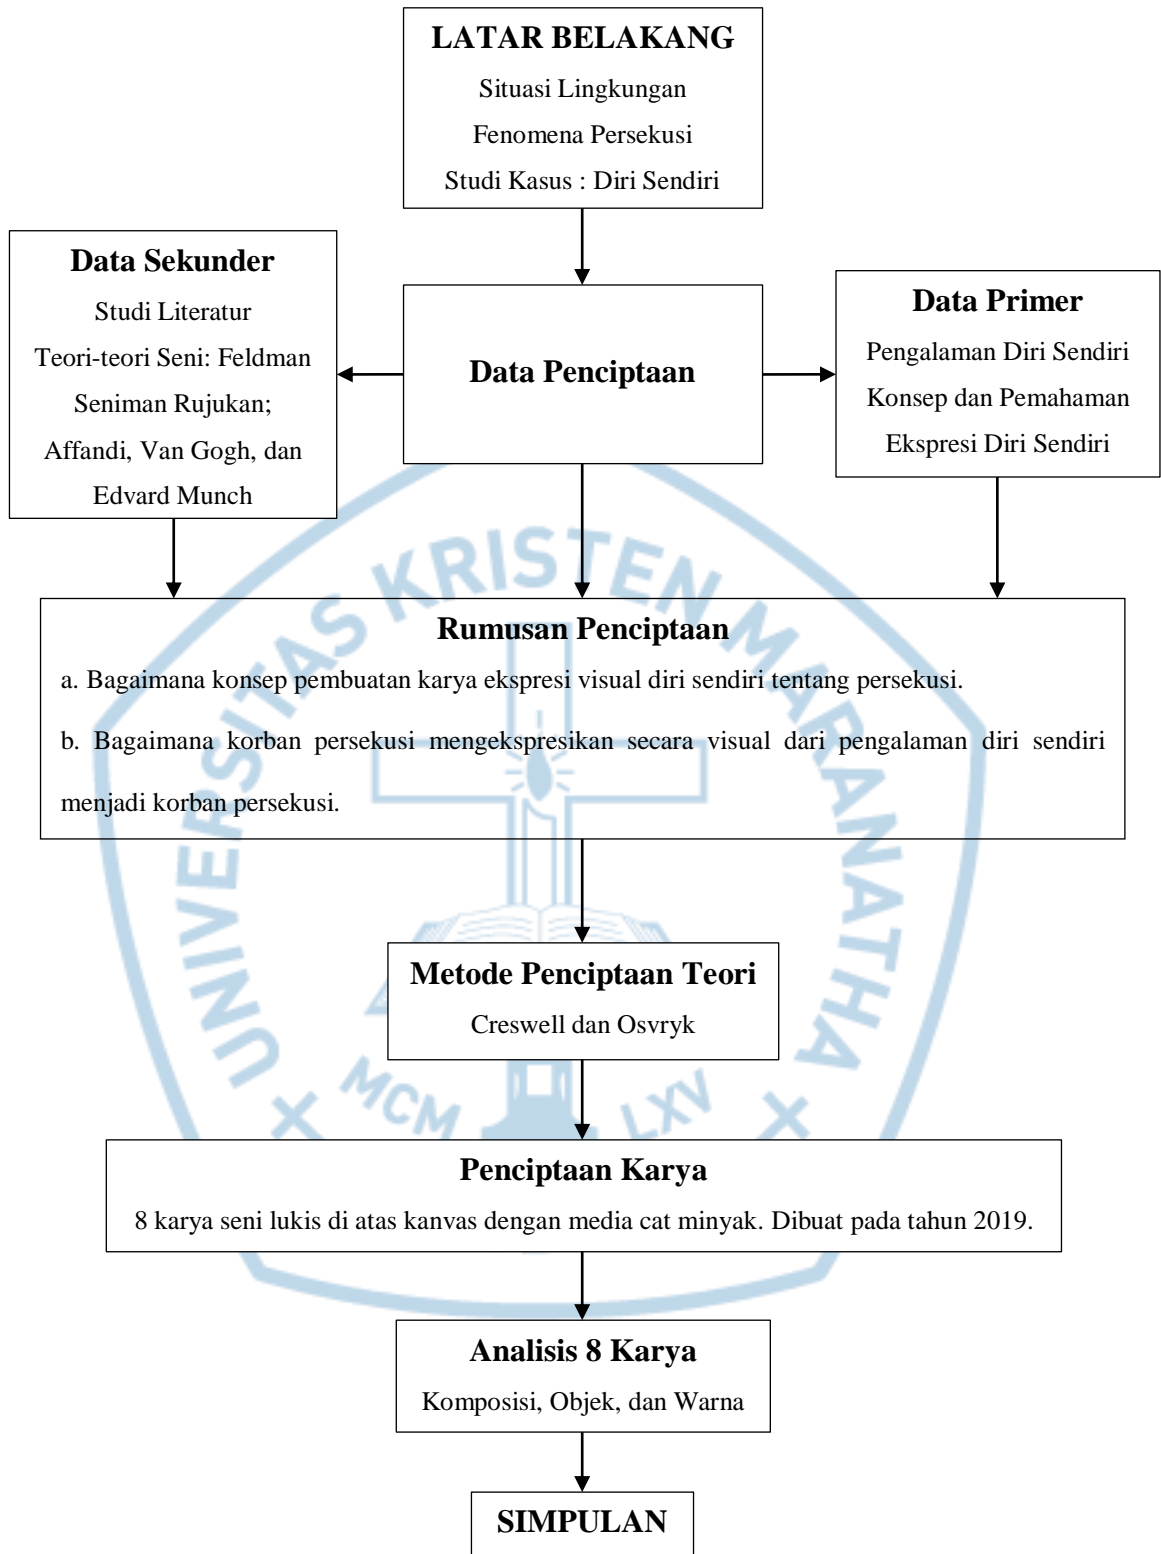 LATAR BELAKANG
Situasi Lingkungan
Fenomena Persekusi
Studi Kasus : Diri Sendiri
Data Sekunder
Studi Literatur
Teori-teori Seni: Feldman
Seniman Rujukan;
Affandi, Van Gogh, dan
Edvard Munch
Data Penciptaan
Data Primer
Pengalaman Diri Sendiri
Konsep dan Pemahaman
Ekspresi Diri Sendiri
Rumusan Penciptaan
a. Bagaimana konsep pembuatan karya ekspresi visual diri sendiri tentang persekusi.
b. Bagaimana korban persekusi mengekspresikan secara visual dari pengalaman diri sendiri
menjadi korban persekusi.
Metode Penciptaan Teori
Creswell dan Osvryk
Penciptaan Karya
8 karya seni lukis di atas kanvas dengan media cat minyak. Dibuat pada tahun 2019.
Analisis 8 Karya
Komposisi, Objek, dan Warna
SIMPULAN
UNIVERSITAS KRISTEN MARANATHA
MCM LXV